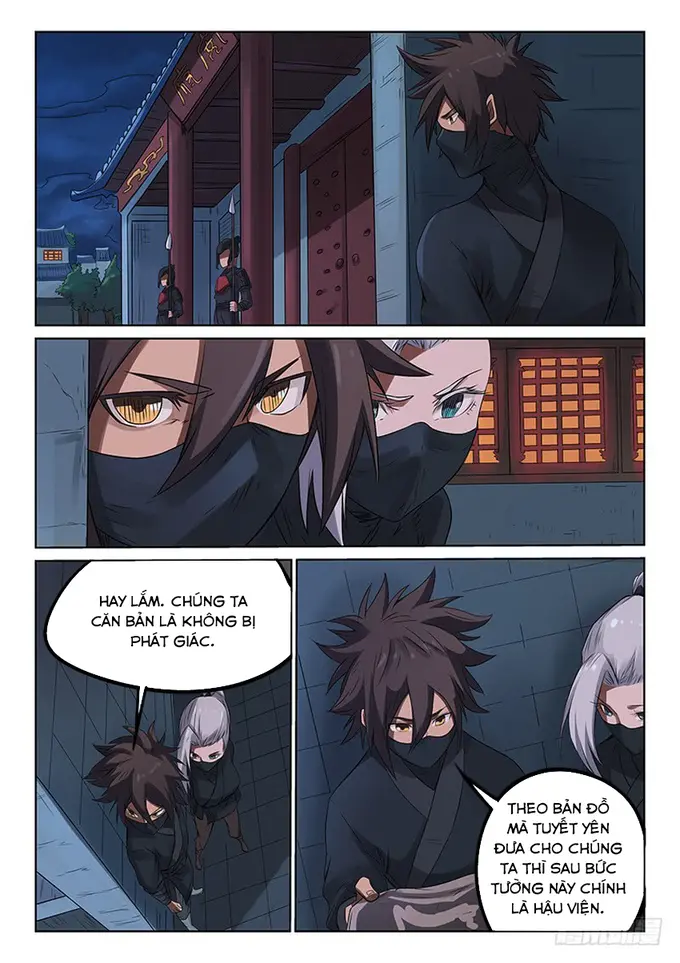 HAY LẮM. CHÚNG TA
CĂN BẢN LÀ KHÔNG BỊ
PHÁT GIÁC.
THEO BẢN ĐỒ
MÀ TUYẾT YÊN
ĐƯA CHO CHÚNG
TA THÌ SAU BỨC
TƯỜNG NÀY CHÍNH
LÀ HẬU VIỆN.